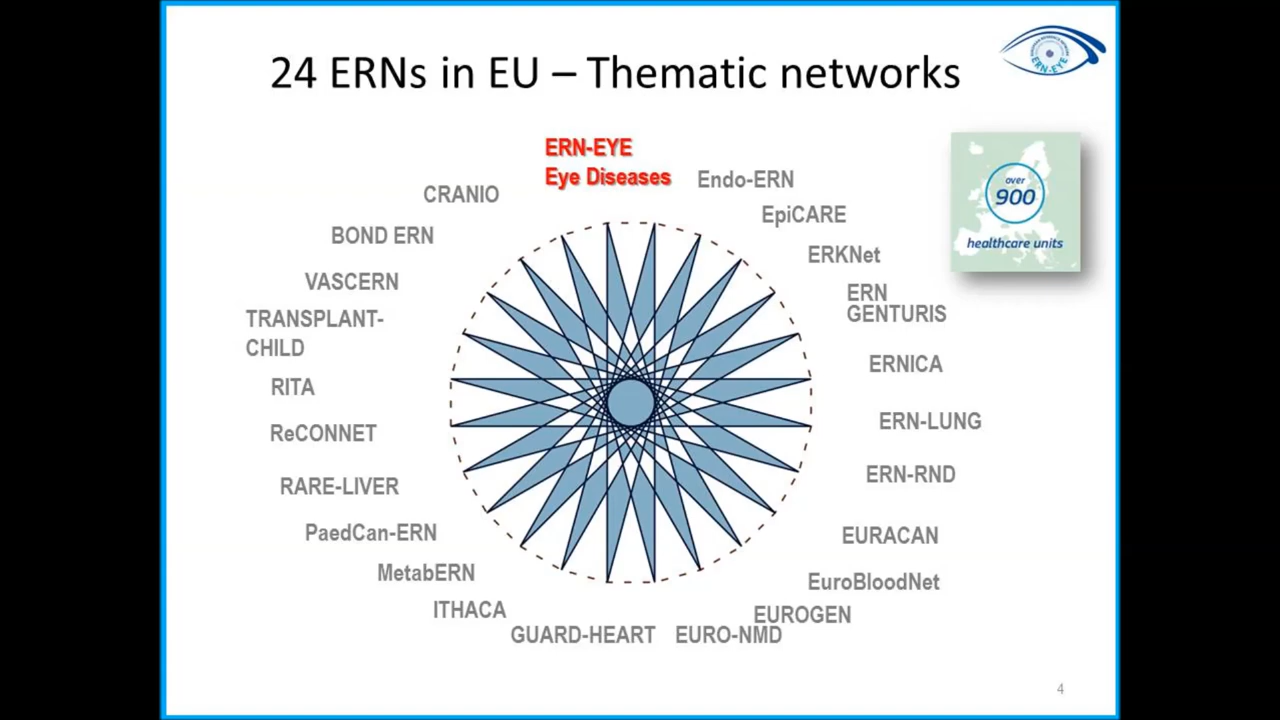 24 ERNs in EU – Thematic networks
ERN-EYE
ERN-EYE
Eye Diseases
Endo-ERN
EpiCARE
ERKNet
ERN
GENTURIS
ERNICA
ERN-LUNG
ERN-RND
EURACAN
EuroBloodNet
EUROGEN
EURO-NMD
GUARD-HEART
ITHACA
MetabERN
PaedCan-ERN
RARE-LIVER
ReCONNET
RITA
TRANSPLANT-
CHILD
VASCERN
BOND ERN
CRANIO
over
900
healthcare units
4